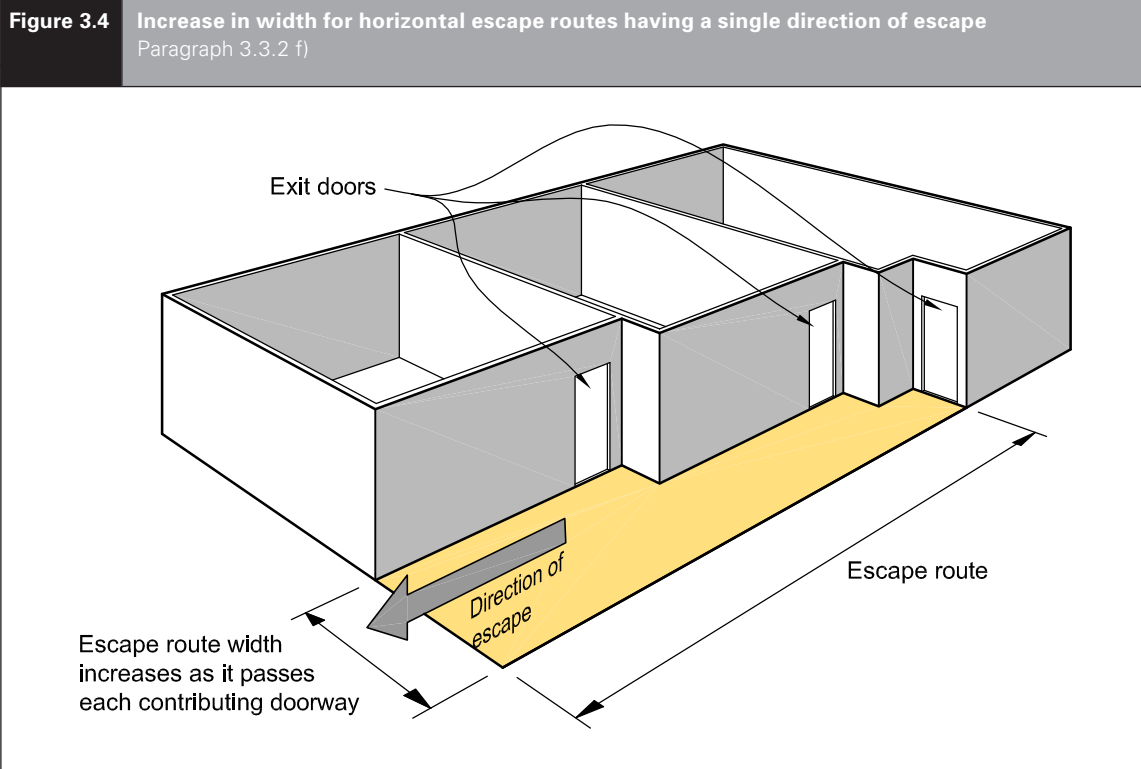 Figure 3.4
Increase in width for horizontal escape routes having a single direction of escape
Paragraph 3.3.2 f)
Exit doors
Direction of
escape
Escape route
Escape route width
increases as it passes
each contributing doorway